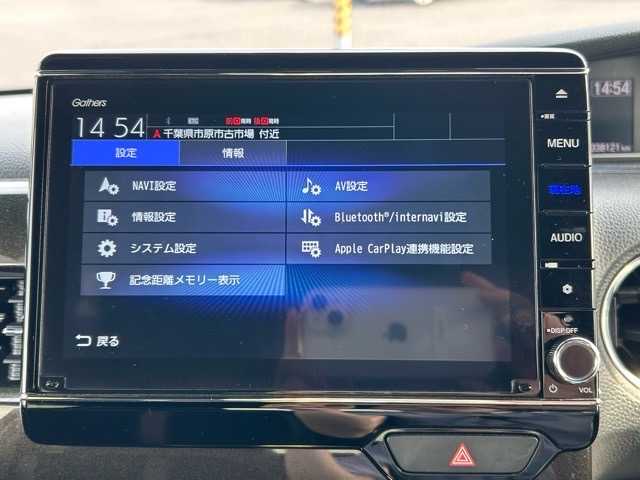 Gathers
14 54
A 千葉県市原市古市場 付近
設定 情報
NAVI設定 AV設定
情報設定 Bluetooth®/internavi設定
システム設定 Apple CarPlay連携機能設定
記念距離メモリー表示
戻る
MENU
現在地
AUDIO
DISP OFF
VOL
14:54
038121km